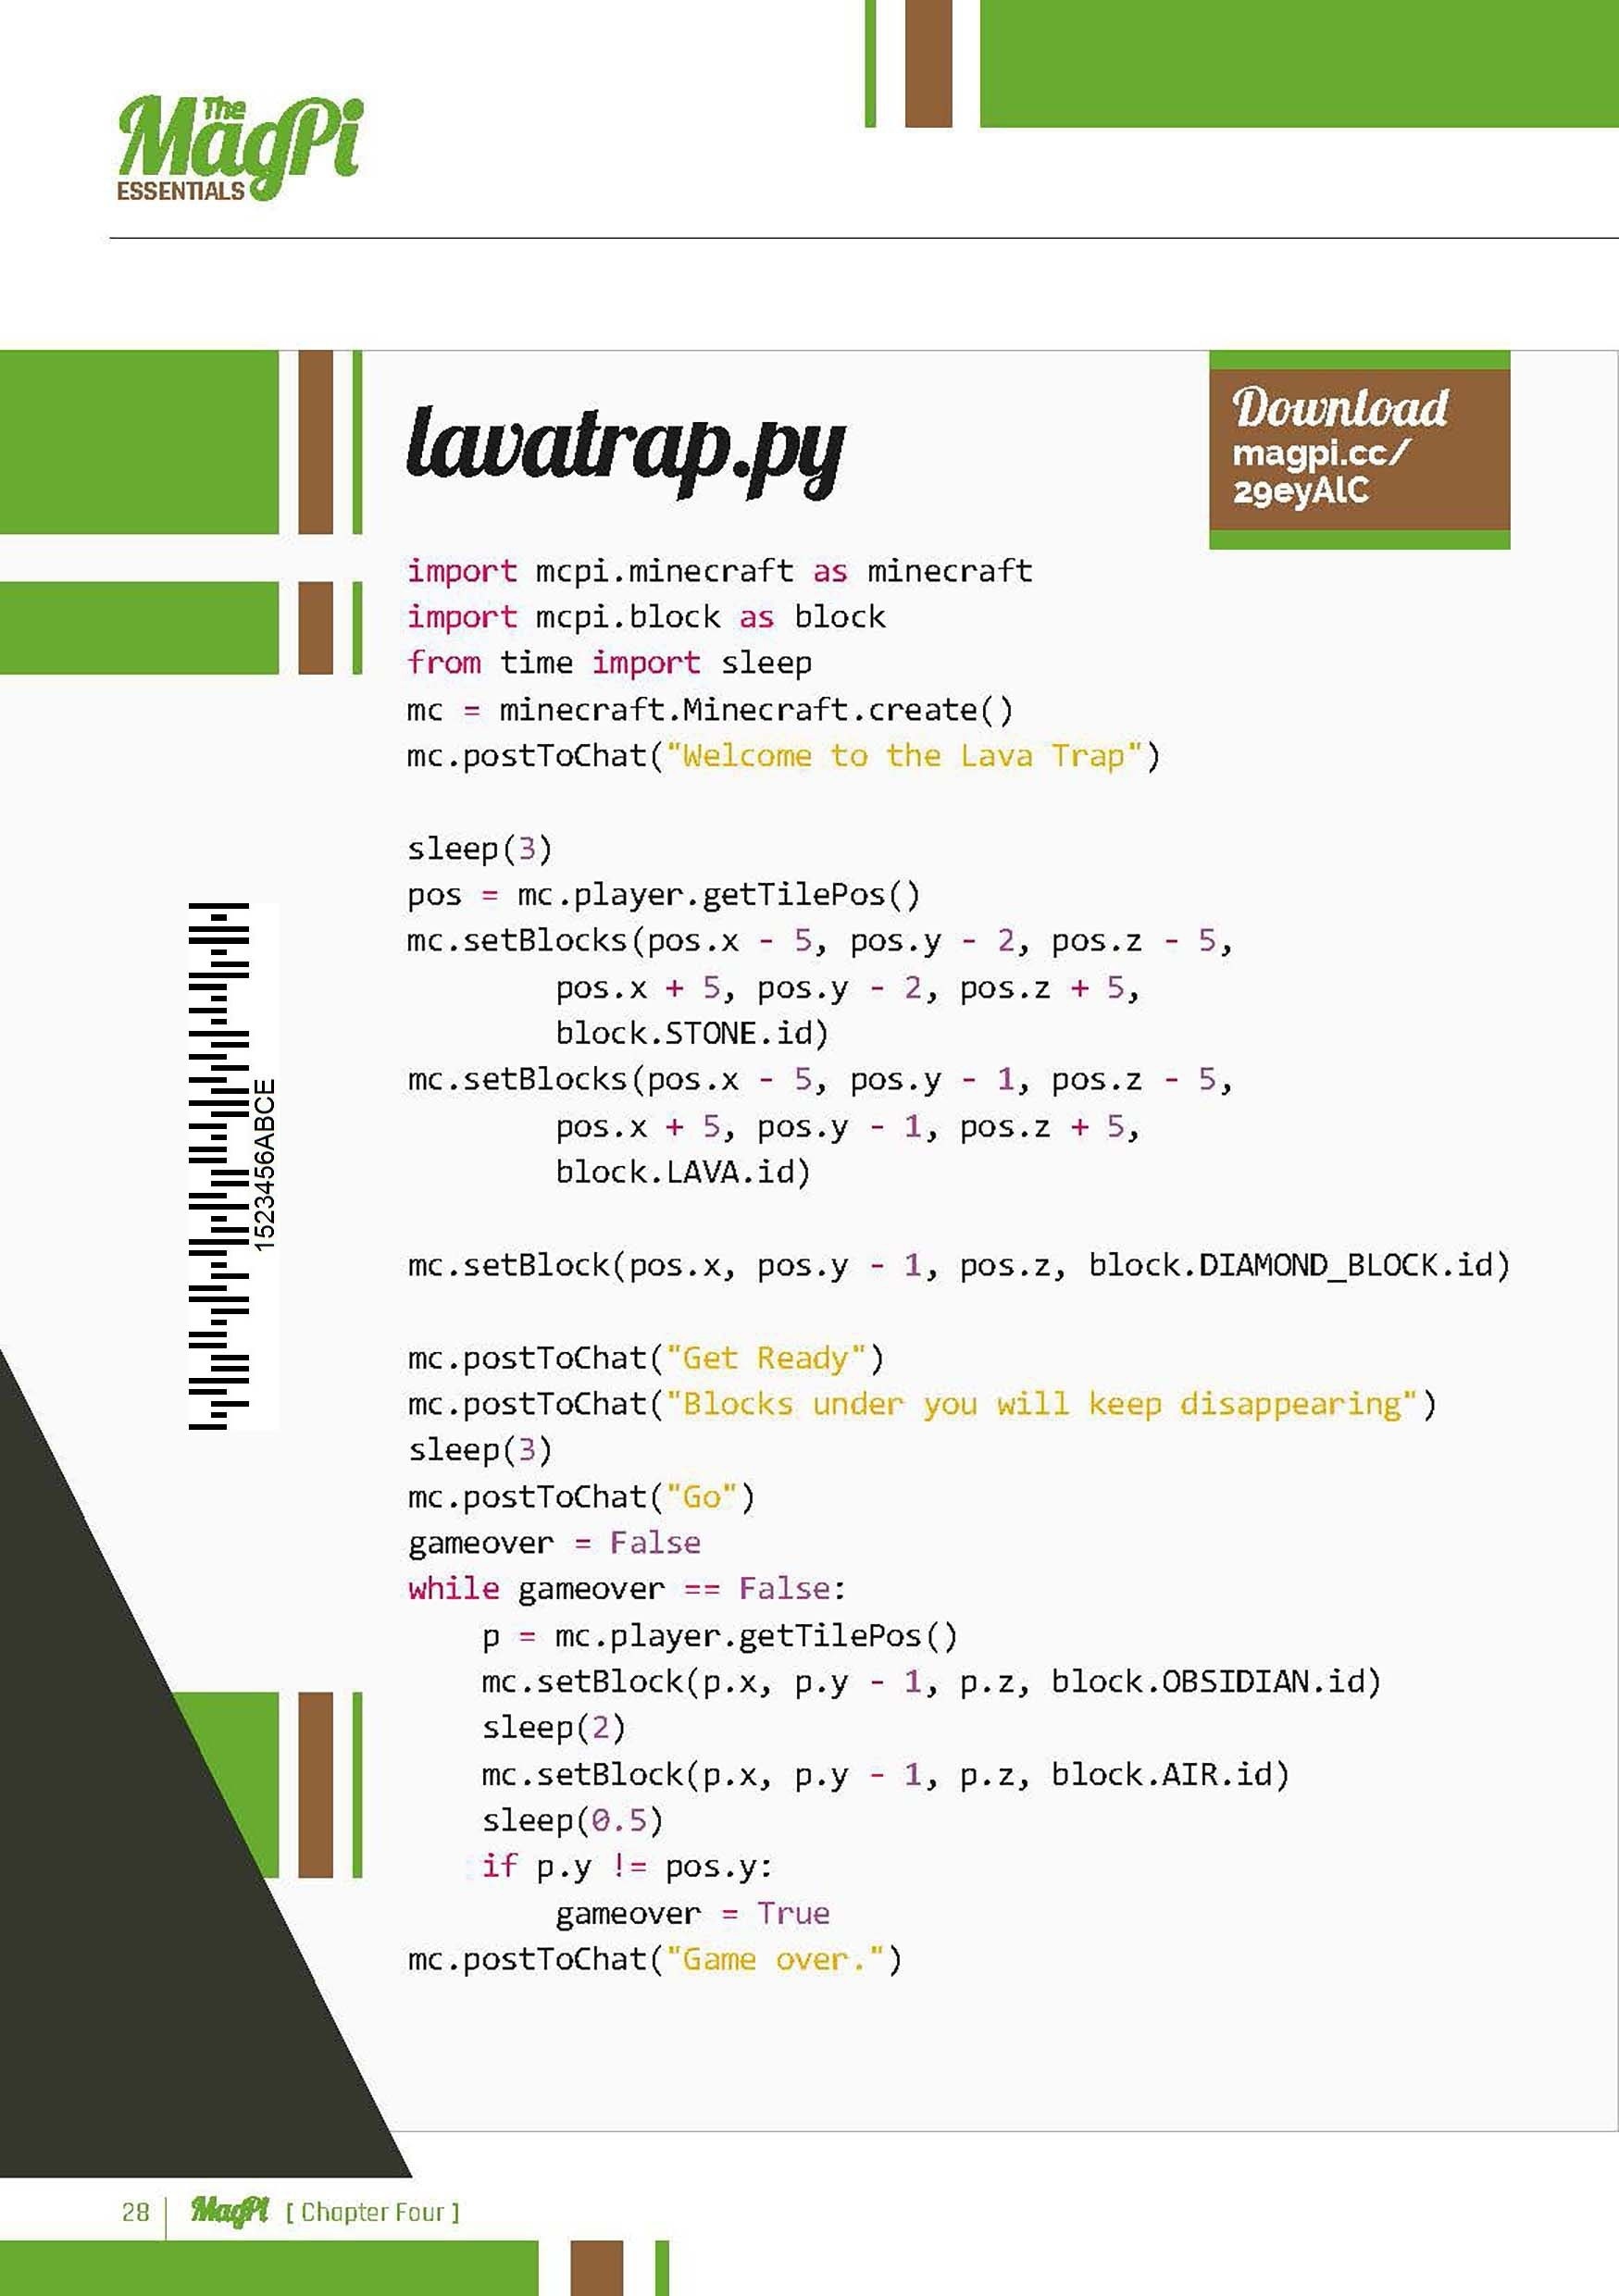 The
MagPi
ESSENTIALS
lavatrap.py
Download
magpi.cc/
29eyAlC
import mcpi.minecraft as minecraft
import mcpi.block as block
from time import sleep
mc = minecraft.Minecraft.create()
mc.postToChat("Welcome to the Lava Trap")
sleep(3)
pos = mc.player.getTilePos()
mc.setBlocks(pos.x - 5, pos.y - 2, pos.z - 5,
pos.x + 5, pos.y - 2, pos.z + 5,
block.STONE.id)
mc.setBlocks(pos.x - 5, pos.y - 1, pos.z - 5,
pos.x + 5, pos.y - 1, pos.z + 5,
block.LAVA.id)
mc.setBlock(pos.x, pos.y - 1, pos.z, block.DIAMOND_BLOCK.id)
mc.postToChat("Get Ready")
mc.postToChat("Blocks under you will keep disappearing")
sleep(3)
mc.postToChat("Go")
gameover = False
while gameover == False:
p = mc.player.getTilePos()
mc.setBlock(p.x, p.y - 1, p.z, block.OBSIDIAN.id)
sleep(2)
mc.setBlock(p.x, p.y - 1, p.z, block.AIR.id)
sleep(0.5)
if p.y != pos.y:
gameover = True
mc.postToChat("Game over.")
1523456ABCE
28 MagPi [ Chapter Four ]